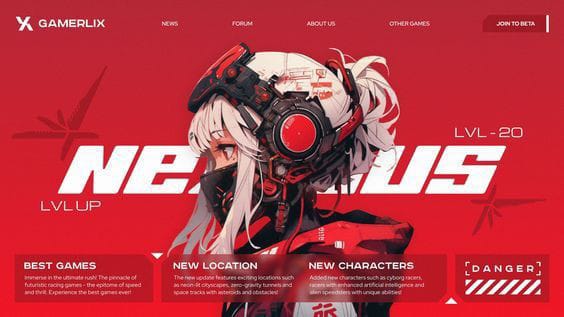 GAMERLIX
NEWS
FORUM
ABOUT US
OTHER GAMES
JOIN TO BETA
LVL - 20
LVL UP
BEST GAMES
Immerse in the ultimate rush! The pinnacle of
futuristic racing games - the epitome of speed
and thrill. Experience the best games ever!
NEW LOCATION
The new update features exciting locations such
as neon-lit cityscapes, zero-gravity tunnels and
space tracks with asteroids and obstacles!
NEW CHARACTERS
Added new characters such as cyborg racers,
racers with enhanced artificial intelligence and
alien speedsters with unique abilities!
[DANGER]